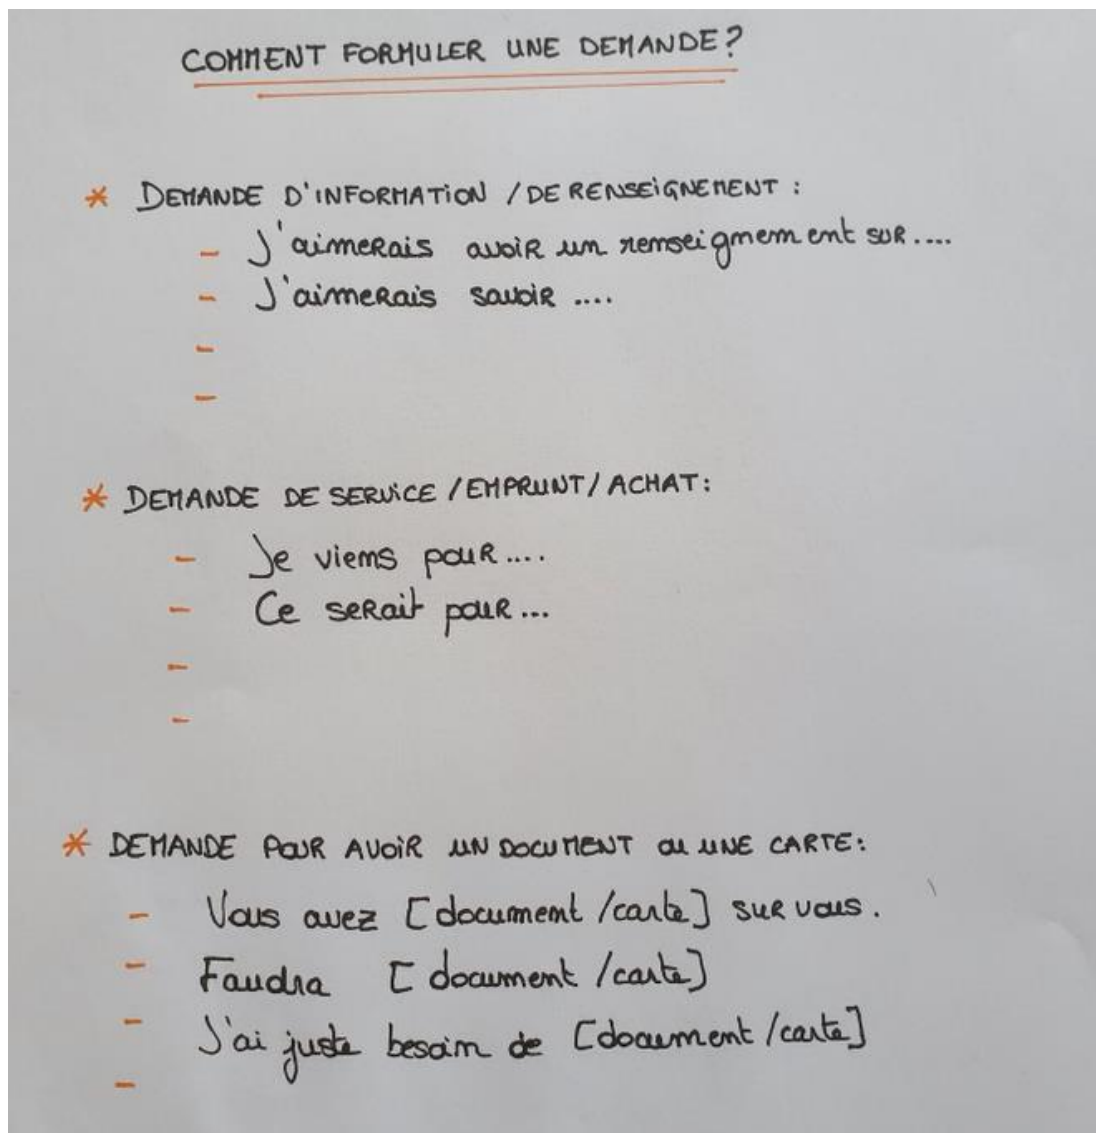 COMMENT FORMULER UNE DEMANDE?
* DEMANDE D'INFORMATION / DE RENSEIGNEMENT :
- J'aimerais avoir un renseignement sur....
- J'aimerais savoir ....
-
-
* DEMANDE DE SERVICE / EMPRUNT / ACHAT:
- Je viens pour....
- Ce serait pour...
-
-
* DEMANDE POUR AVOIR UN DOCUMENT OU UNE CARTE:
- Vous avez [document / carte] sur vous.
- Faudra [document / carte]
- J'ai juste besoin de [document / carte]
-